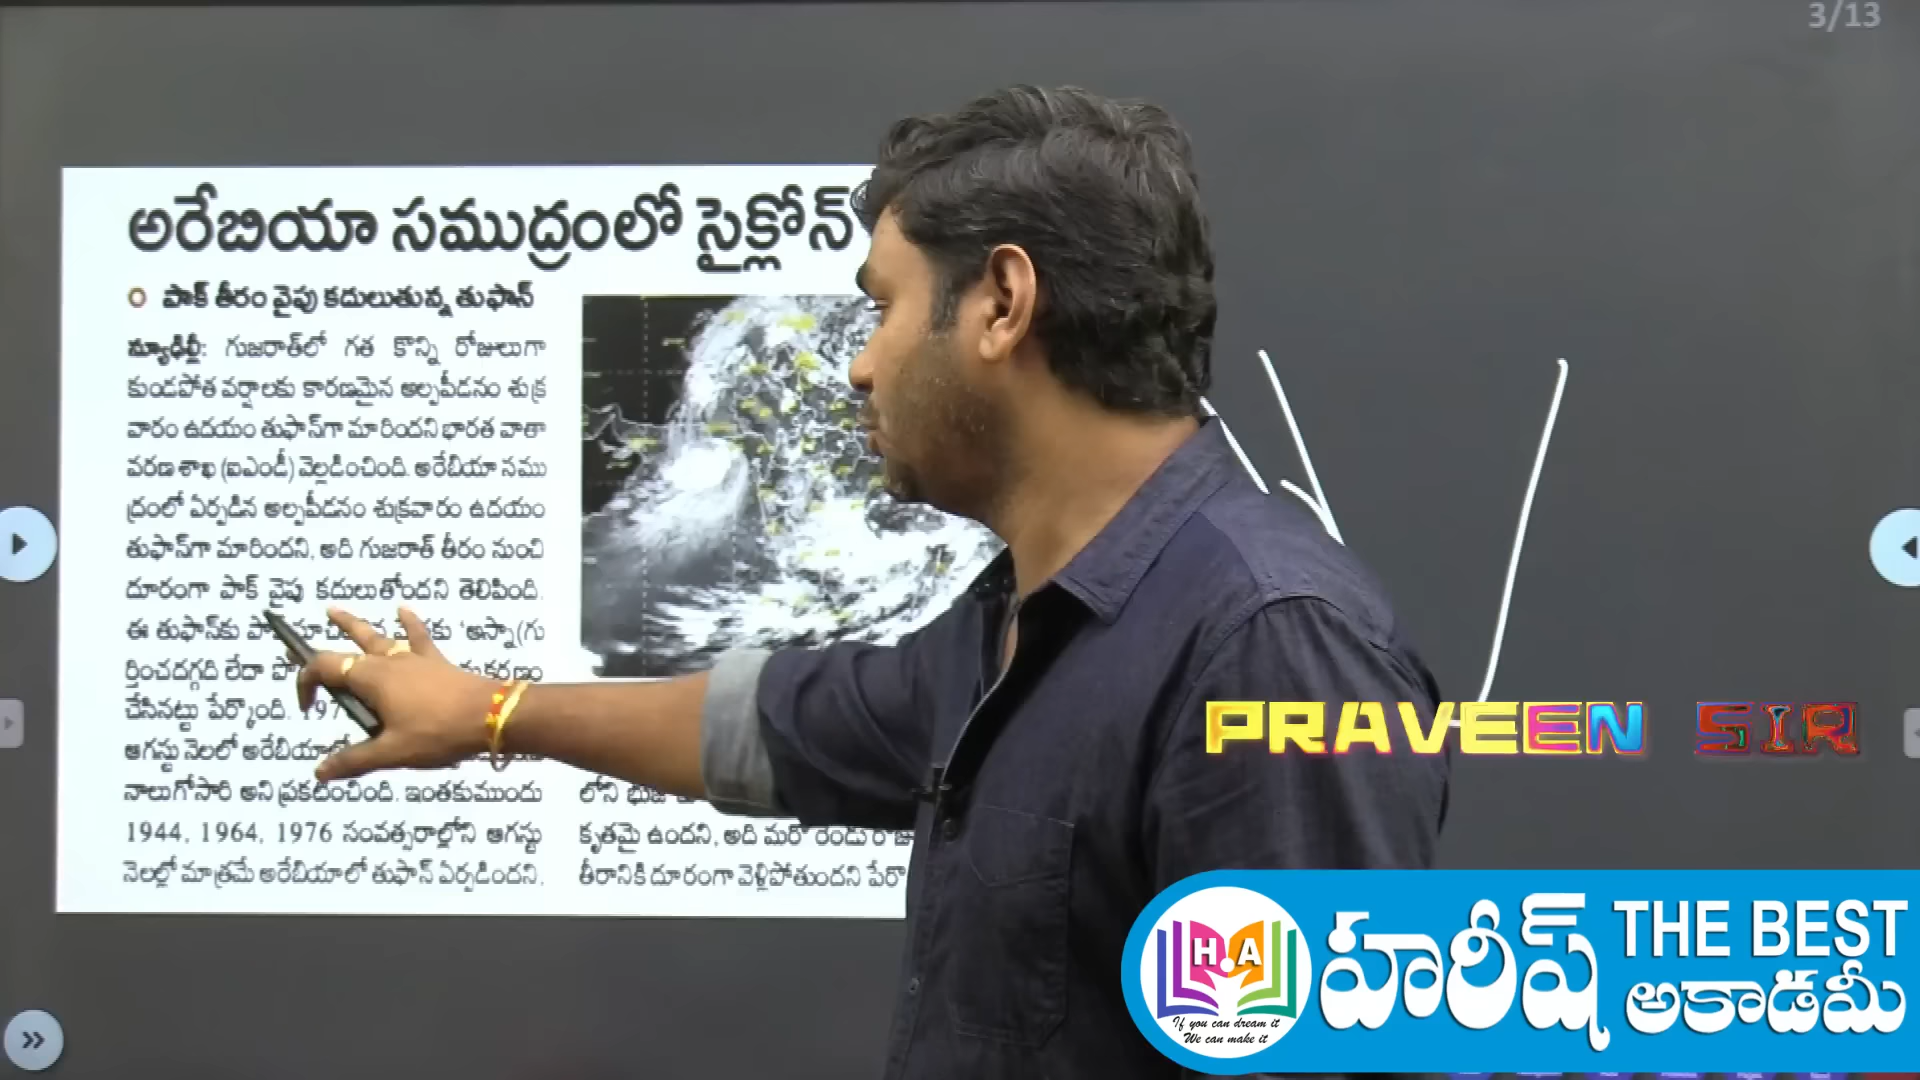 3/13
అరేబియా సముద్రంలో సైక్లోన్
పాక్ తీరం వైపు కదులుతున్న తుఫాన్
న్యూఢిల్లీ: గుజరాత్‌లో గత కొన్ని రోజులుగా
కుండపోత వర్షాలకు కారణమైన అల్పపీడనం శుక్ర
వారం ఉదయం తుఫాన్‌గా మారిందని భారత వాతా
వరణ శాఖ (ఐఎండీ) వెల్లడించింది. అరేబియా సము
ద్రంలో ఏర్పడిన అల్పపీడనం శుక్రవారం ఉదయం
తుఫాన్‌గా మారిందని, అది గుజరాత్ తీరం నుంచి
దూరంగా పాక్ వైపు కదులుతోందని తెలిపింది.
ఈ తుఫాన్‌కు 'అస్నా(గు
ర్తించదగ్గది లేదా
చేసినట్టు పేర్కొంది.
ఆగస్టు నెలలో
నాలుగోసారి అని ప్రకటించింది. ఇంతకుముందు
1944, 1964, 1976 సంవత్సరాల్లోని ఆగస్టు
నెలల్లో మాత్రమే అరేబియాలో తుఫాన్ ఏర్పడిందని,
లోని
కృతమై ఉందని, అది మరో రెండు
తీరానికి దూరంగా వెళ్లిపోతుందని
PRAVEEN SIR
H.A
If you can dream it
We can make it
హరీష్
THE BEST
అకాడమీ